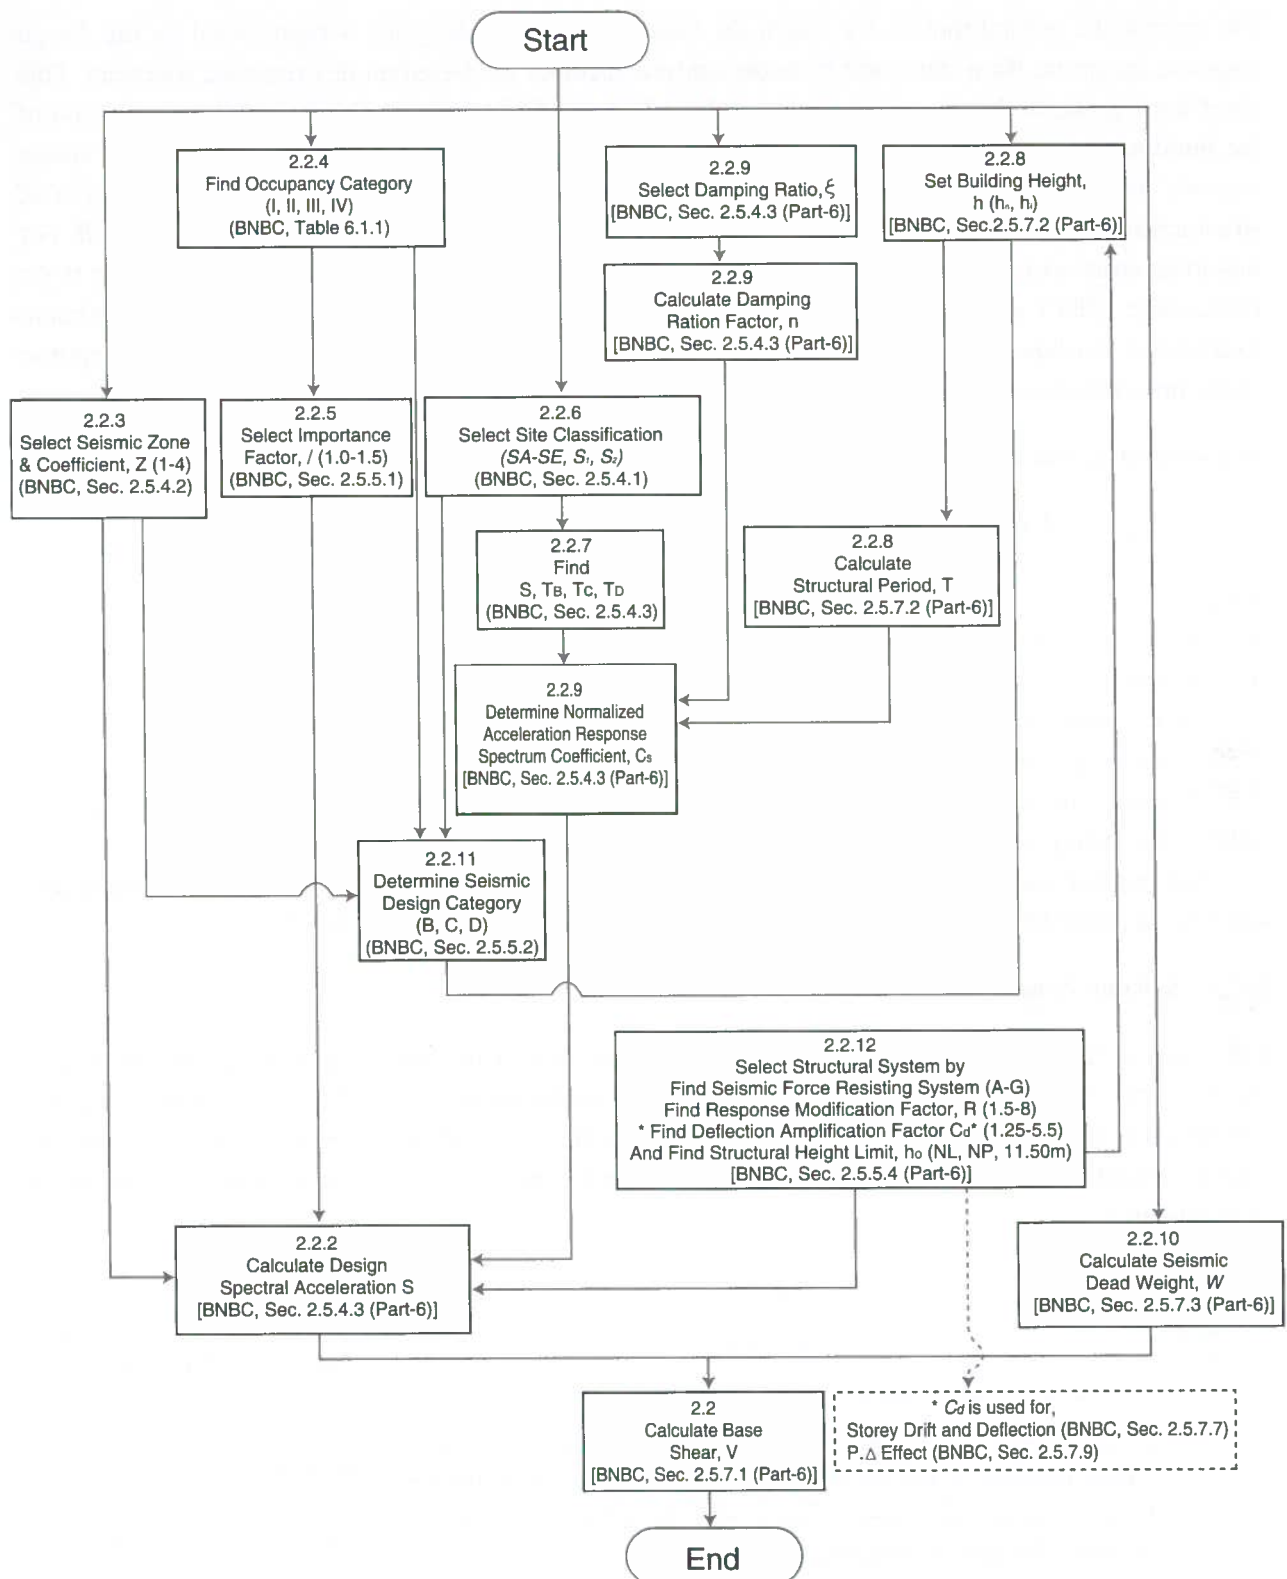 Start
2.2.4
Find Occupancy Category
(I, II, III, IV)
(BNBC, Table 6.1.1)
2.2.9
Select Damping Ratio, ξ
[BNBC, Sec. 2.5.4.3 (Part-6)]
2.2.8
Set Building Height,
h (hn, hi)
[BNBC, Sec.2.5.7.2 (Part-6)]
2.2.9
Calculate Damping
Ration Factor, n
[BNBC, Sec. 2.5.4.3 (Part-6)]
2.2.3
Select Seismic Zone
& Coefficient, Z (1-4)
(BNBC, Sec. 2.5.4.2)
2.2.5
Select Importance
Factor, / (1.0-1.5)
(BNBC, Sec. 2.5.5.1)
2.2.6
Select Site Classification
(SA-SE, S1, S2)
(BNBC, Sec. 2.5.4.1)
2.2.7
Find
S, TB, TC, TD
(BNBC, Sec. 2.5.4.3)
2.2.8
Calculate
Structural Period, T
[BNBC, Sec. 2.5.7.2 (Part-6)]
2.2.9
Determine Normalized
Acceleration Response
Spectrum Coefficient, Cs
[BNBC, Sec. 2.5.4.3 (Part-6)]
2.2.11
Determine Seismic
Design Category
(B, C, D)
(BNBC, Sec. 2.5.5.2)
2.2.12
Select Structural System by
Find Seismic Force Resisting System (A-G)
Find Response Modification Factor, R (1.5-8)
* Find Deflection Amplification Factor Cd* (1.25-5.5)
And Find Structural Height Limit, ho (NL, NP, 11.50m)
[BNBC, Sec. 2.5.5.4 (Part-6)]
2.2.2
Calculate Design
Spectral Acceleration S
[BNBC, Sec. 2.5.4.3 (Part-6)]
2.2.10
Calculate Seismic
Dead Weight, W
[BNBC, Sec. 2.5.7.3 (Part-6)]
2.2
Calculate Base
Shear, V
[BNBC, Sec. 2.5.7.1 (Part-6)]
* Cd is used for,
Storey Drift and Deflection (BNBC, Sec. 2.5.7.7)
P.Δ Effect (BNBC, Sec. 2.5.7.9)
End